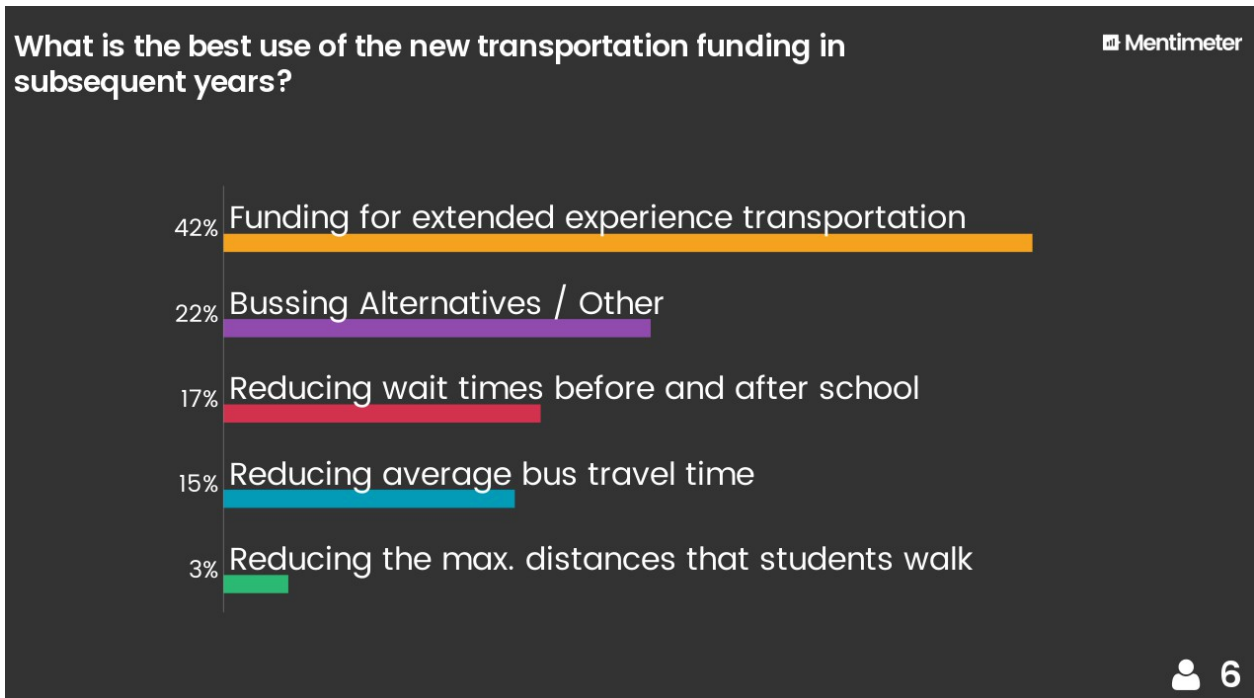 What is the best use of the new transportation funding in
subsequent years?
Mentimeter
42% Funding for extended experience transportation
22% Bussing Alternatives / Other
17% Reducing wait times before and after school
15% Reducing average bus travel time
3% Reducing the max. distances that students walk
6